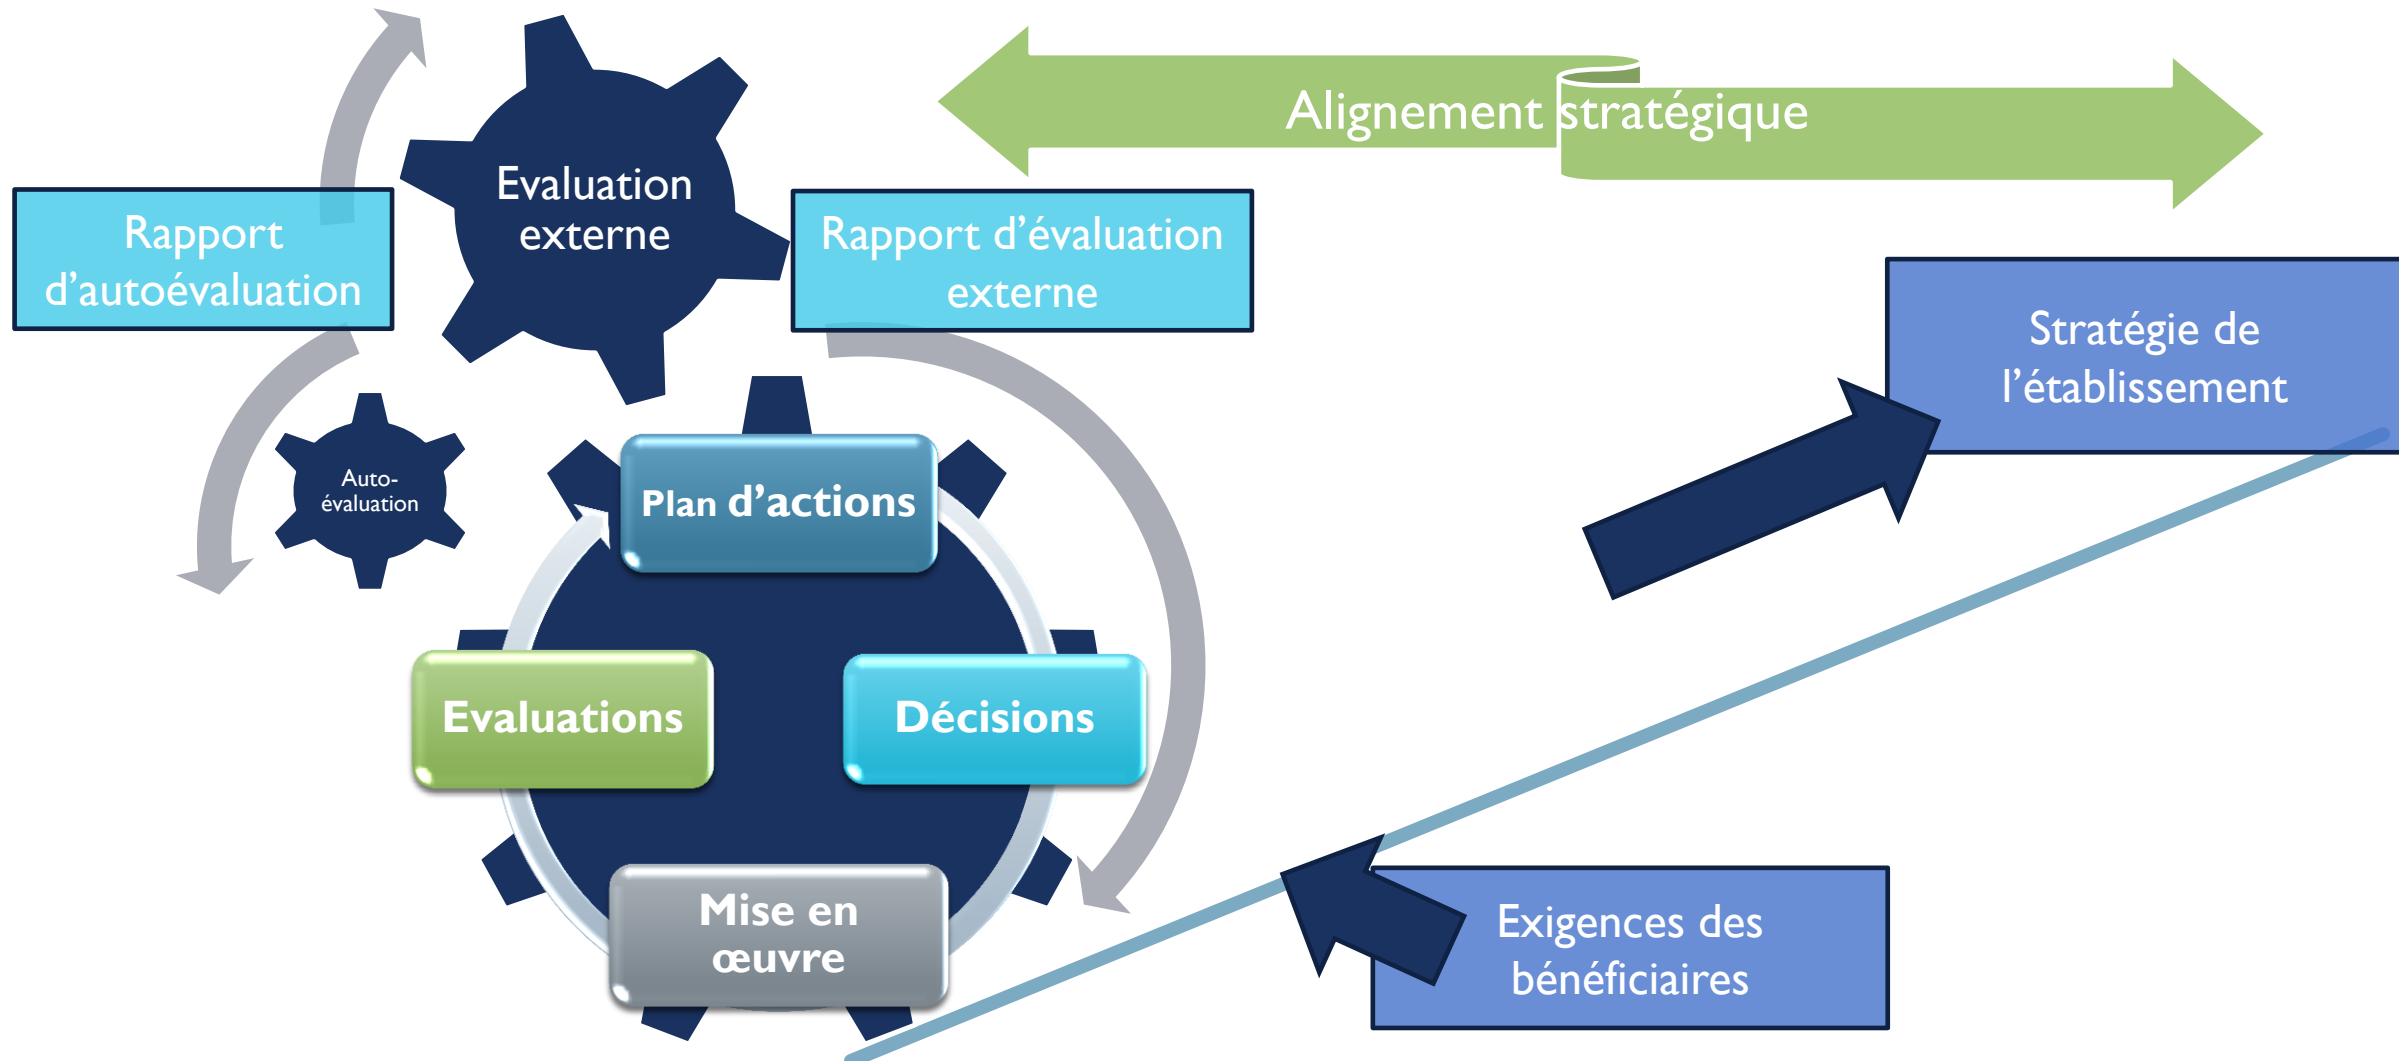 Evaluation
externe
Alignement stratégique
Rapport
d’autoévaluation
Rapport d’évaluation
externe
Stratégie de
l’établissement
Auto-
évaluation
Plan d’actions
Evaluations
Décisions
Mise en
œuvre
Exigences des
bénéficiaires